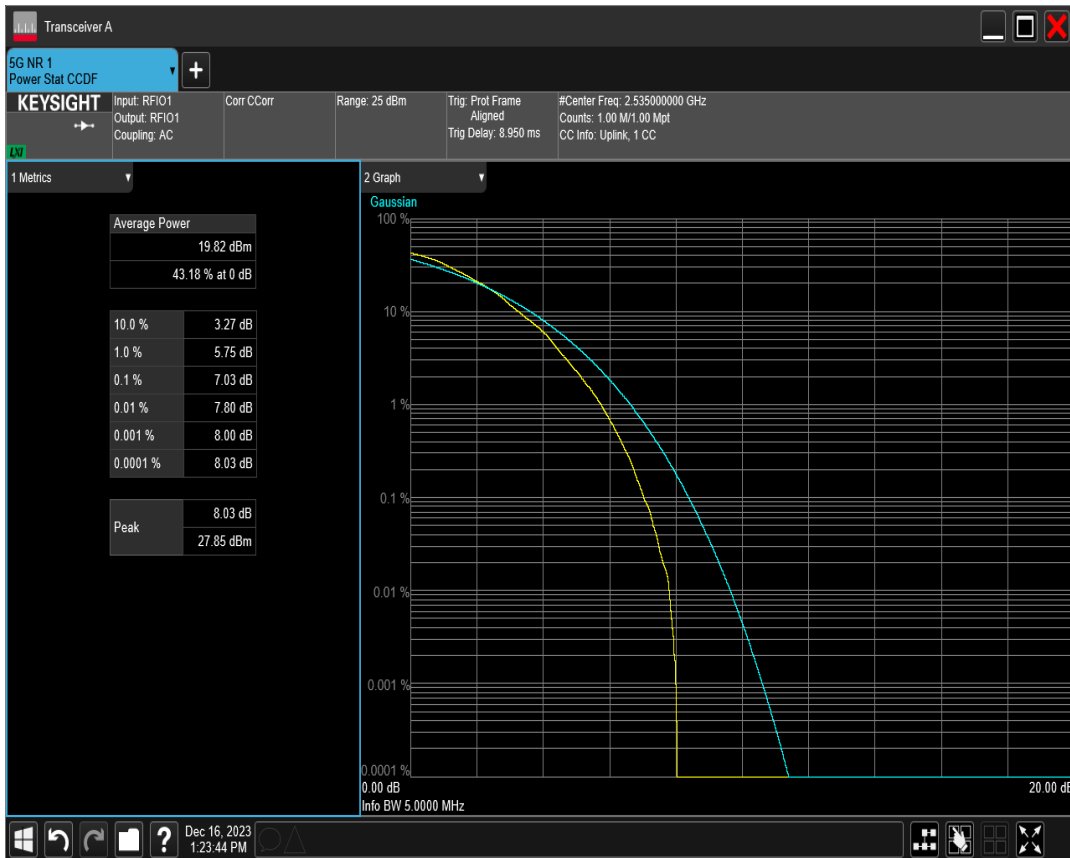 Transceiver A
5G NR 1
Power Stat CCDF
KEYSIGHT
LXI
Input: RFIO1
Output: RFIO1
Coupling: AC
Corr CCorr
Range: 25 dBm
Trig: Prot Frame
Aligned
Trig Delay: 8.950 ms
#Center Freq: 2.535000000 GHz
Counts: 1.00 M/1.00 Mpt
CC Info: Uplink, 1 CC
1 Metrics
Average Power
19.82 dBm
43.18 % at 0 dB
10.0 % 3.27 dB
1.0 % 5.75 dB
0.1 % 7.03 dB
0.01 % 7.80 dB
0.001 % 8.00 dB
0.0001 % 8.03 dB
Peak
8.03 dB
27.85 dBm
2 Graph
Gaussian
100 %
10 %
1 %
0.1 %
0.01 %
0.001 %
0.0001 %
0.00 dB 20.00 dB
Info BW 5.0000 MHz
Dec 16, 2023
1:23:44 PM